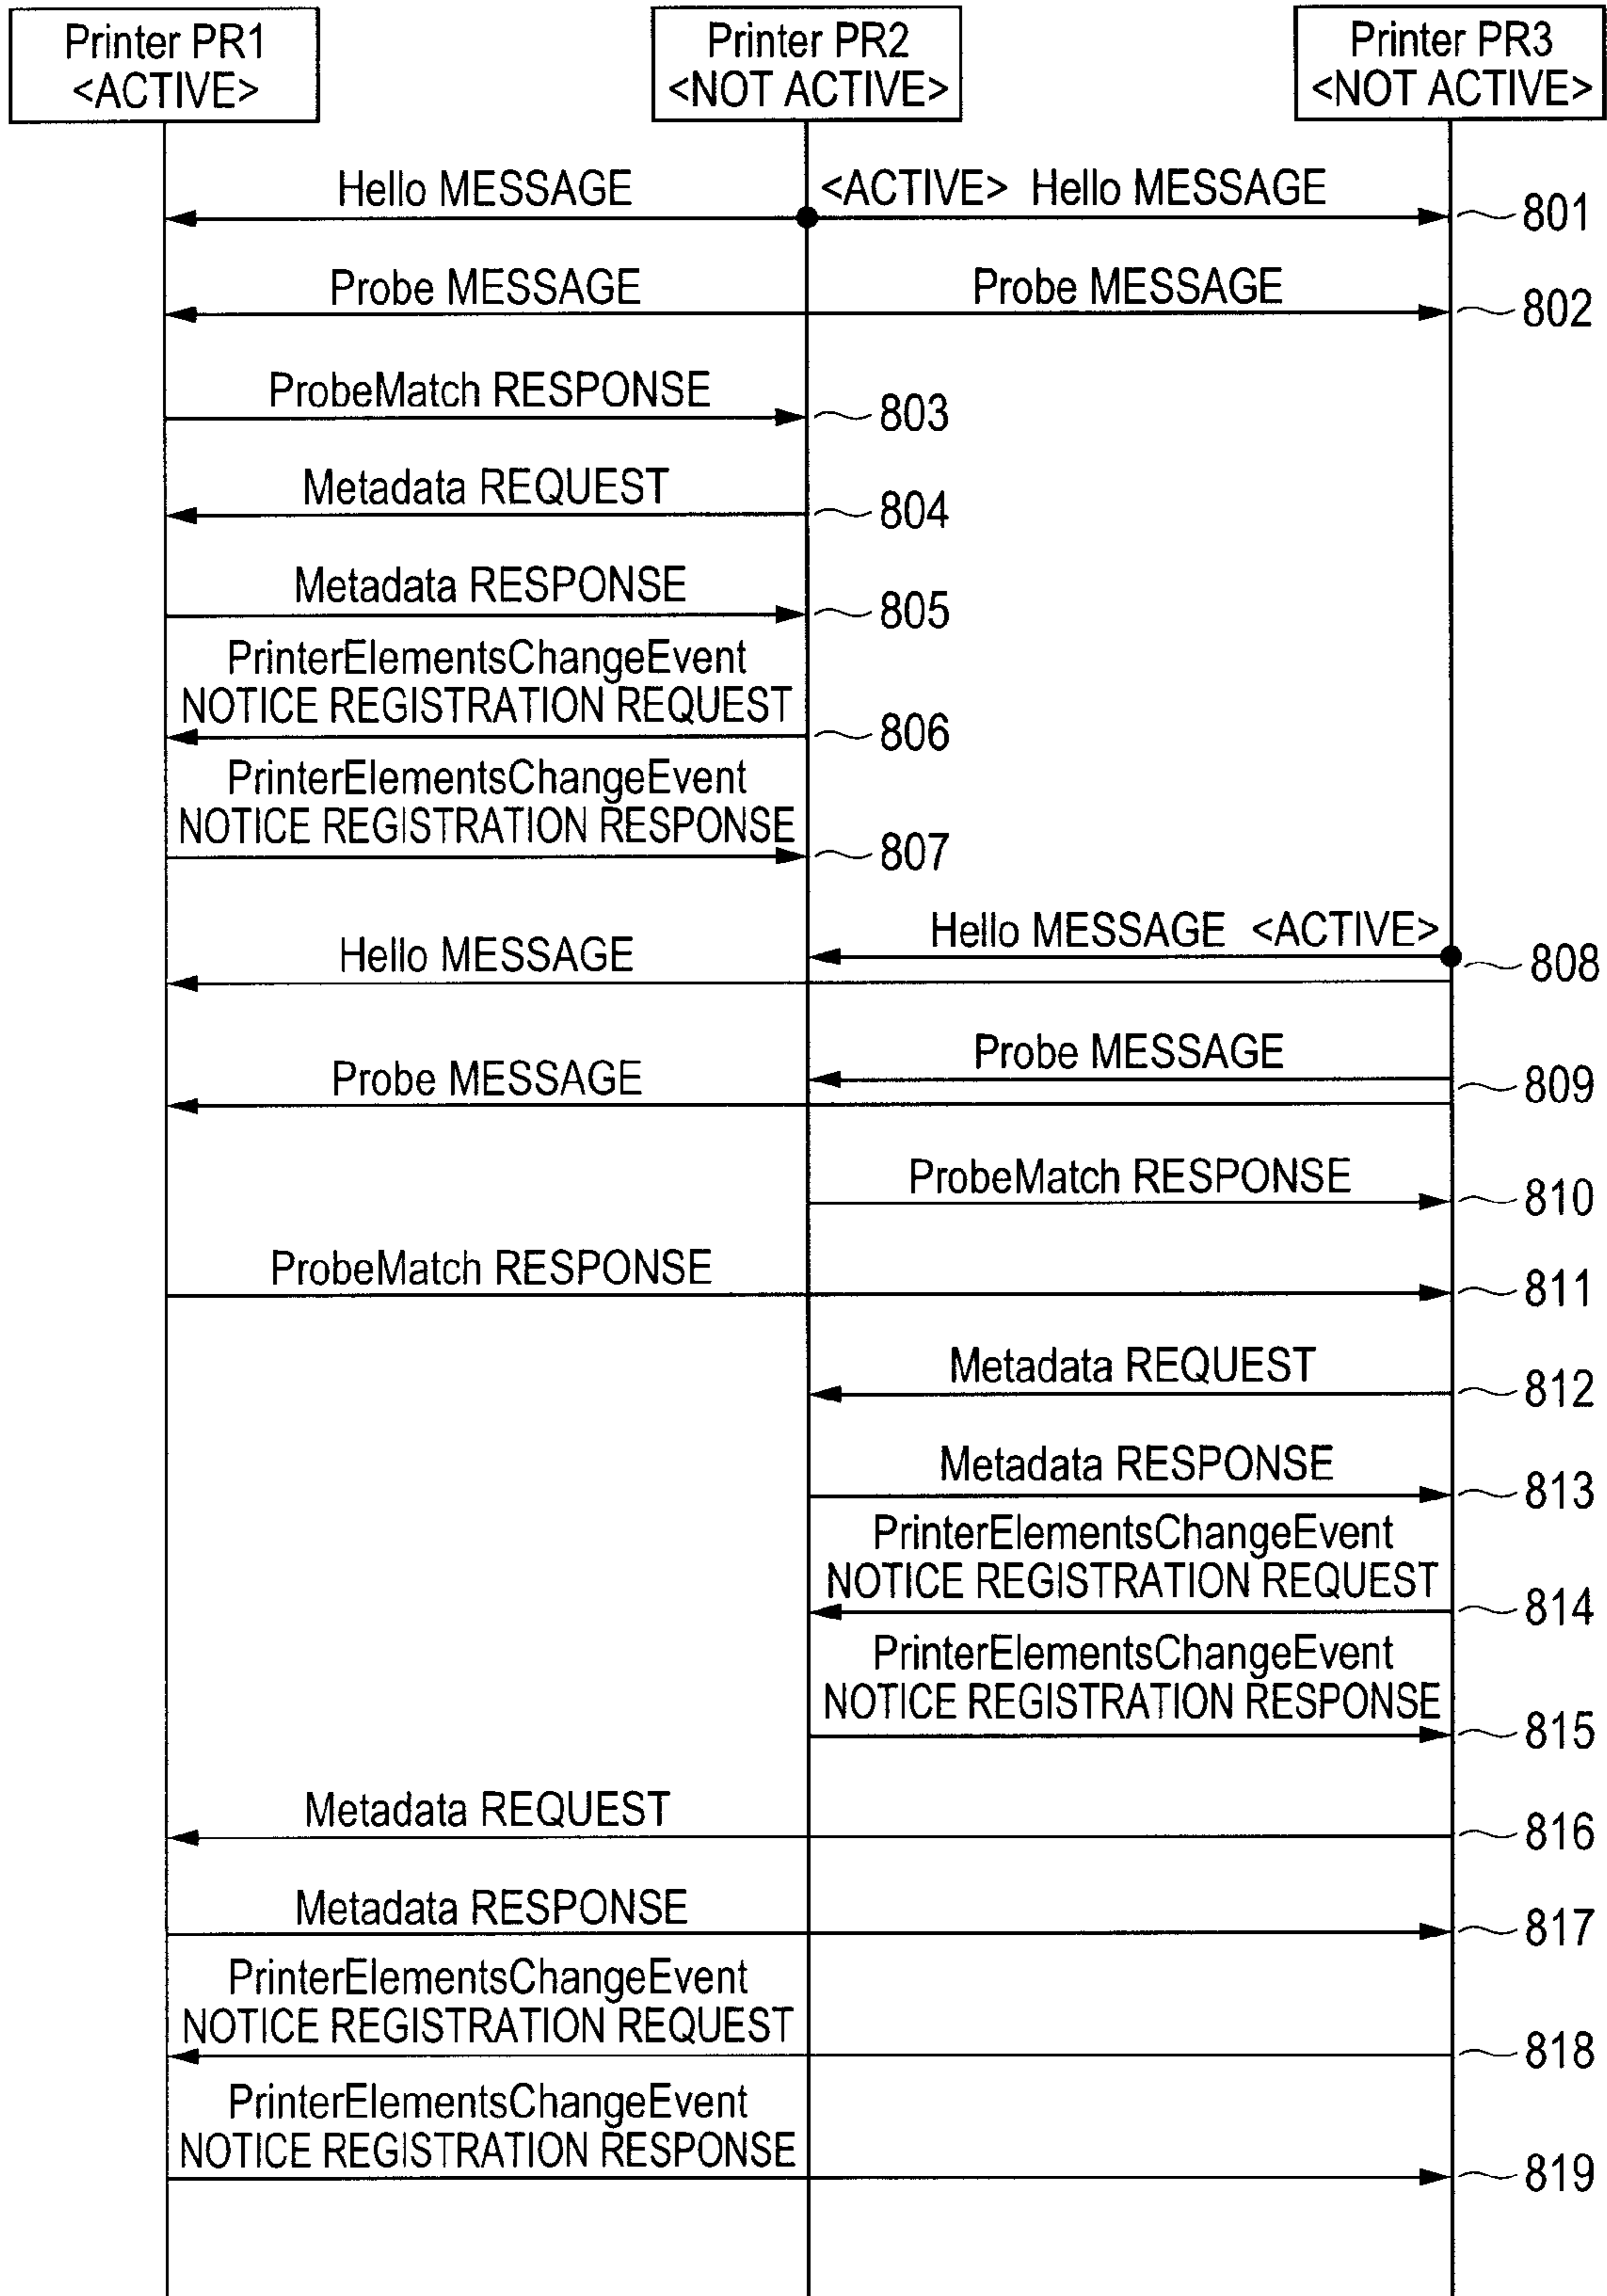 Printer PR1
<ACTIVE>
Printer PR2
<NOT ACTIVE>
Printer PR3
<NOT ACTIVE>
Hello MESSAGE
<ACTIVE> Hello MESSAGE
801
Probe MESSAGE
Probe MESSAGE
802
ProbeMatch RESPONSE
803
Metadata REQUEST
804
Metadata RESPONSE
805
PrinterElementsChangeEvent
NOTICE REGISTRATION REQUEST
806
PrinterElementsChangeEvent
NOTICE REGISTRATION RESPONSE
807
Hello MESSAGE <ACTIVE>
Hello MESSAGE
808
Probe MESSAGE
Probe MESSAGE
809
ProbeMatch RESPONSE
810
ProbeMatch RESPONSE
811
Metadata REQUEST
812
Metadata RESPONSE
813
PrinterElementsChangeEvent
NOTICE REGISTRATION REQUEST
814
PrinterElementsChangeEvent
NOTICE REGISTRATION RESPONSE
815
Metadata REQUEST
816
Metadata RESPONSE
817
PrinterElementsChangeEvent
NOTICE REGISTRATION REQUEST
818
PrinterElementsChangeEvent
NOTICE REGISTRATION RESPONSE
819